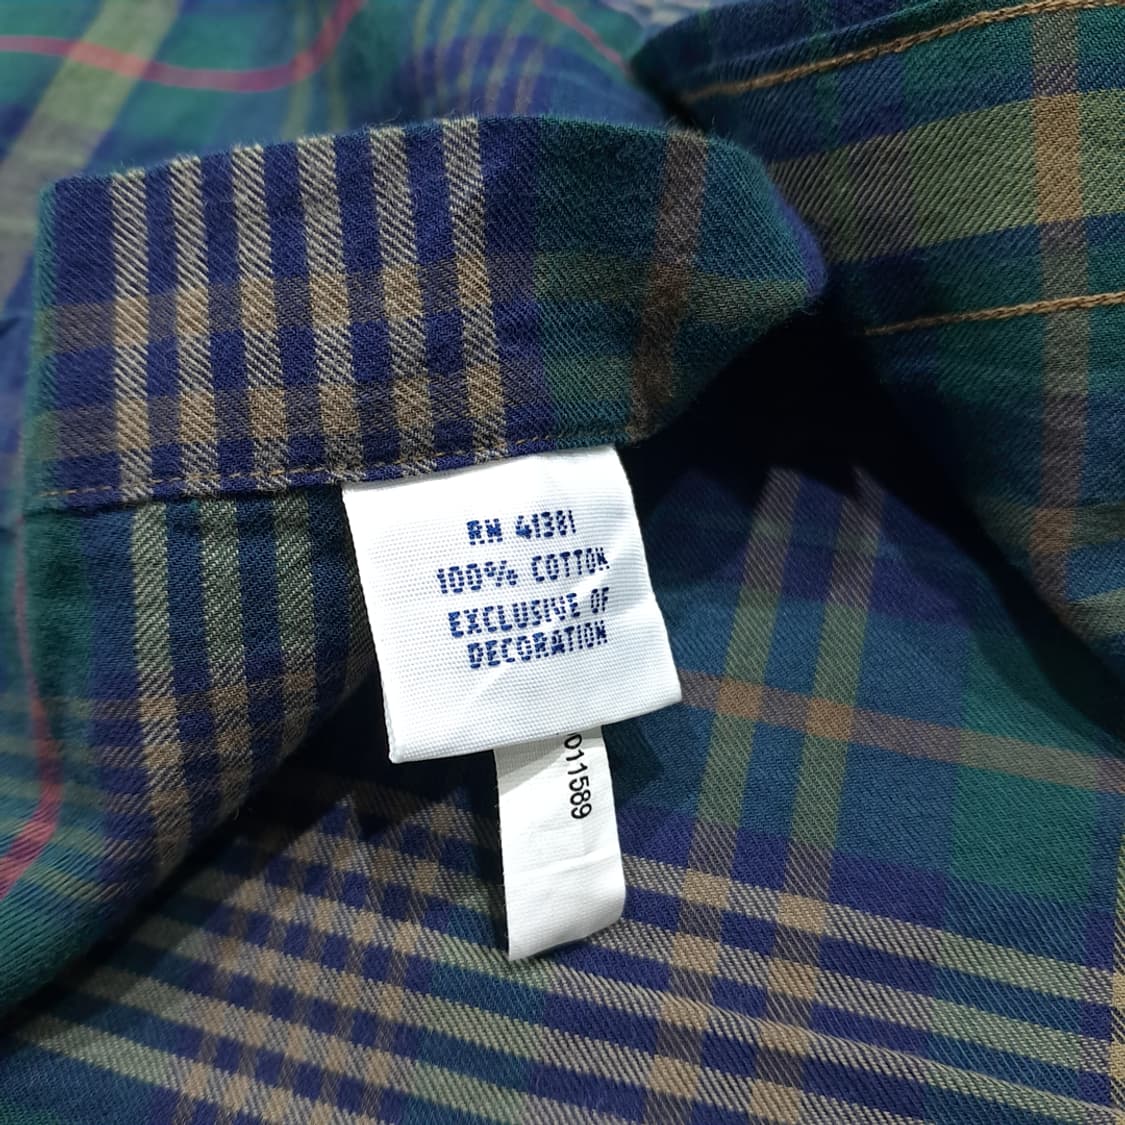 RN 41381
100% COTTON
EXCLUSIVE OF
DECORATION
011589